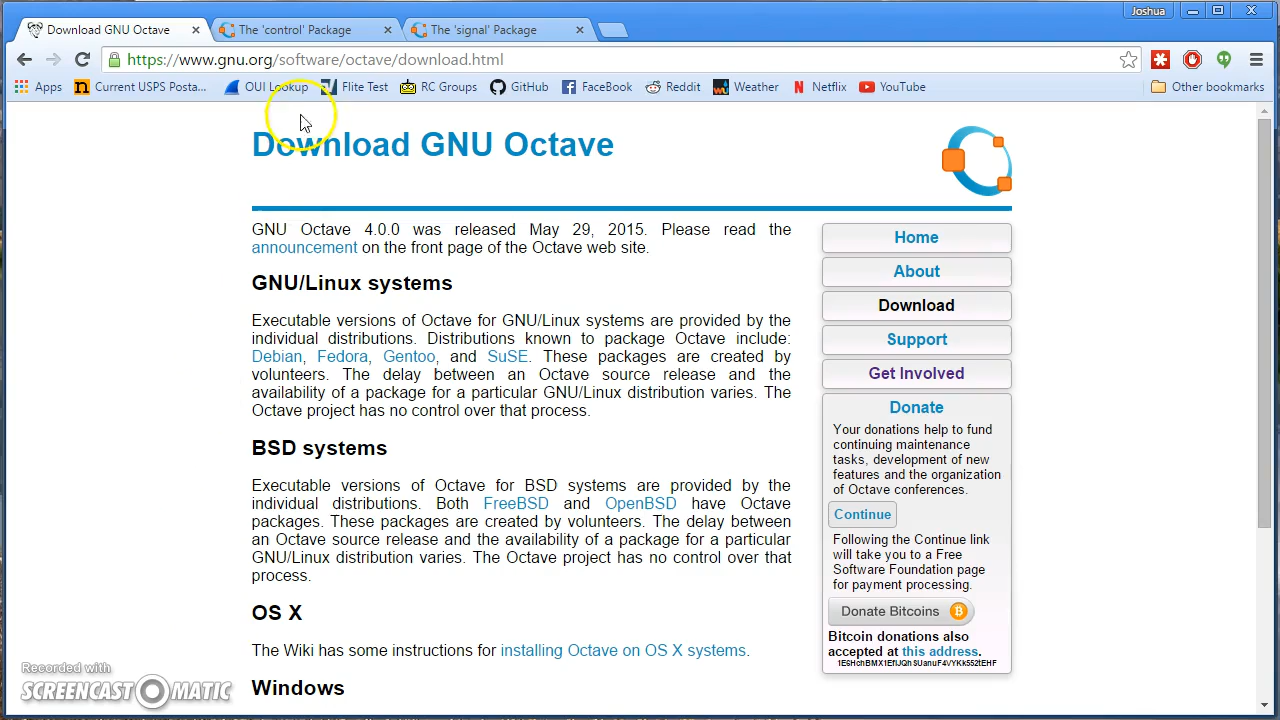 Joshua
Download GNU Octave
The 'control' Package
The 'signal' Package
https://www.gnu.org/software/octave/download.html
Apps
Current USPS Posta...
OUI Lookup
Flite Test
RC Groups
GitHub
FaceBook
Reddit
Weather
Netflix
YouTube
Other bookmarks
Download GNU Octave
GNU Octave 4.0.0 was released May 29, 2015. Please read the
announcement on the front page of the Octave web site.
GNU/Linux systems
Executable versions of Octave for GNU/Linux systems are provided by the
individual distributions. Distributions known to package Octave include:
Debian, Fedora, Gentoo, and SuSE. These packages are created by
volunteers. The delay between an Octave source release and the
availability of a package for a particular GNU/Linux distribution varies. The
Octave project has no control over that process.
BSD systems
Executable versions of Octave for BSD systems are provided by the
individual distributions. Both FreeBSD and OpenBSD have Octave
packages. These packages are created by volunteers. The delay between
an Octave source release and the availability of a package for a particular
GNU/Linux distribution varies. The Octave project has no control over that
process.
OS X
The Wiki has some instructions for installing Octave on OS X systems.
Windows
Home
About
Download
Support
Get Involved
Donate
Your donations help to fund
continuing maintenance
tasks, development of new
features and the organization
of Octave conferences.
Continue
Following the Continue link
will take you to a Free
Software Foundation page
for payment processing.
Donate Bitcoins
Bitcoin donations also
accepted at this address.
Recorded with
SCREENCAST-O-MATIC